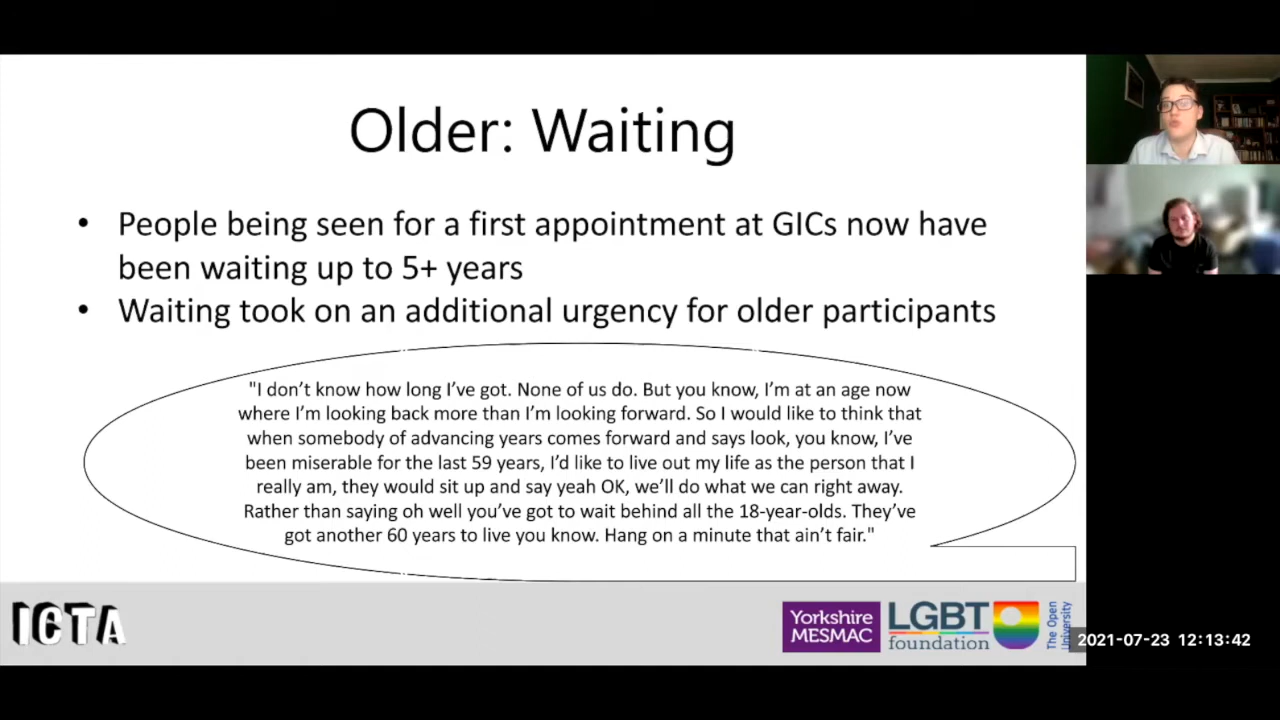 Older: Waiting
• People being seen for a first appointment at GICs now have
been waiting up to 5+ years
• Waiting took on an additional urgency for older participants
"I don’t know how long I’ve got. None of us do. But you know, I’m at an age now
where I’m looking back more than I’m looking forward. So I would like to think that
when somebody of advancing years comes forward and says look, you know, I’ve
been miserable for the last 59 years, I’d like to live out my life as the person that I
really am, they would sit up and say yeah OK, we’ll do what we can right away.
Rather than saying oh well you’ve got to wait behind all the 18-year-olds. They’ve
got another 60 years to live you know. Hang on a minute that ain’t fair."
ICTA
Yorkshire
MESMAC
LGBT
foundation
The Open
University
2021-07-23 12:13:42